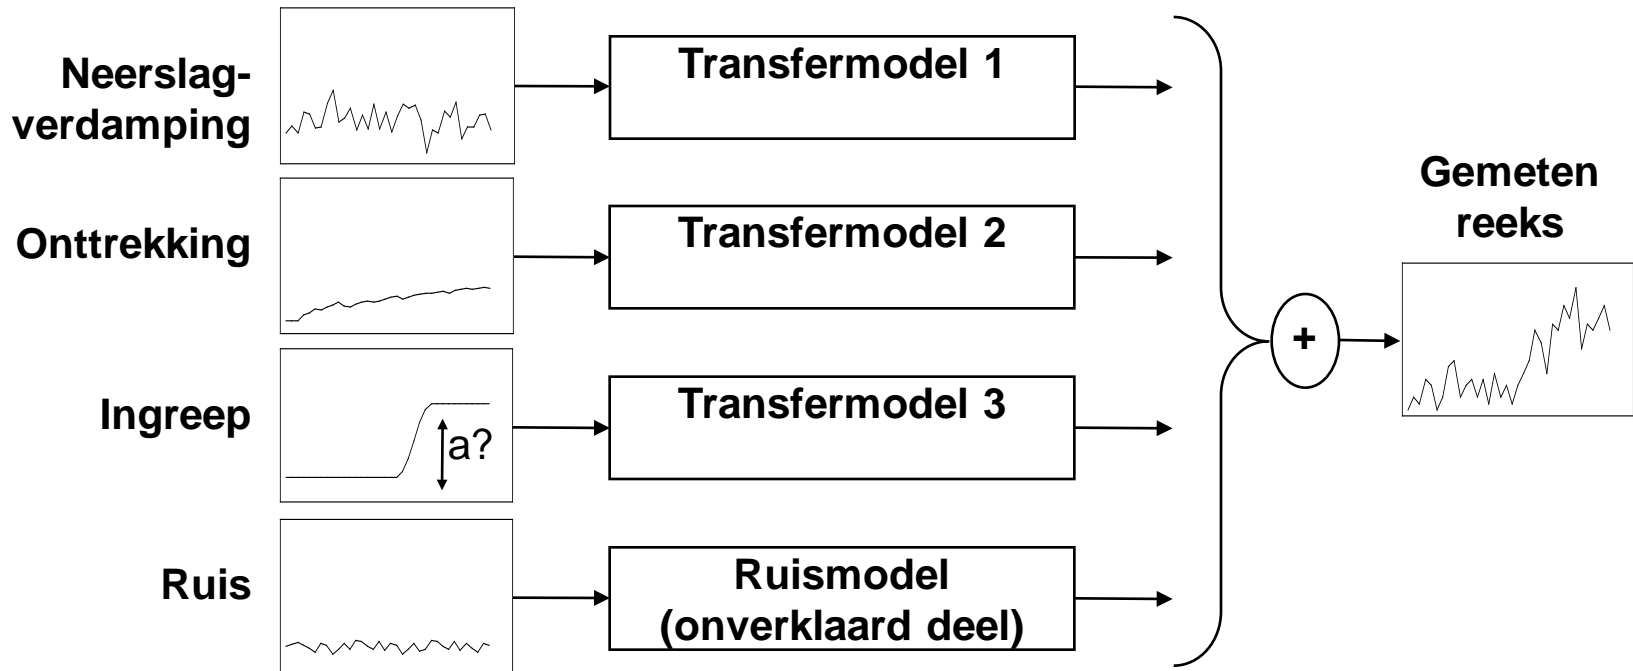 Neerslag-
verdamping
Transfermodel 1
Onttrekking
Transfermodel 2
Ingreep
a?
Transfermodel 3
Ruis
Ruismodel
(onverklaard deel)
+
Gemeten
reeks